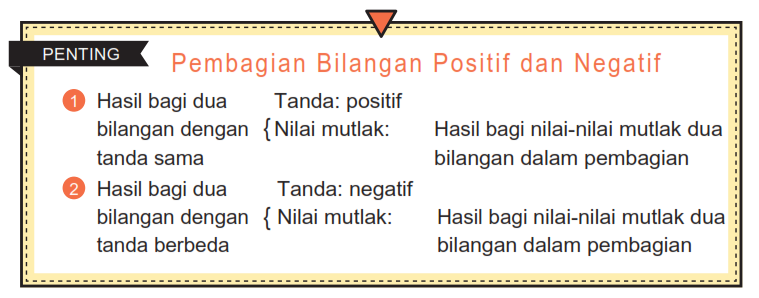 PENTING
Pembagian Bilangan Positif dan Negatif
1 Hasil bagi dua Tanda: positif
bilangan dengan { Nilai mutlak: Hasil bagi nilai-nilai mutlak dua
tanda sama bilangan dalam pembagian
2 Hasil bagi dua Tanda: negatif
bilangan dengan { Nilai mutlak: Hasil bagi nilai-nilai mutlak dua
tanda berbeda bilangan dalam pembagian